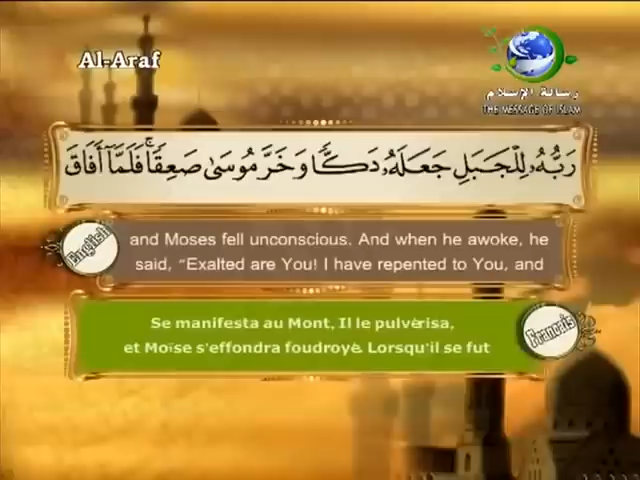 Al-Araf
رسالة الإسلام
THE MESSAGE OF ISLAM
رَبُّهُۥ لِلْجَبَلِ جَعَلَهُۥ دَكًّا وَخَرَّ مُوسَىٰ صَعِقًا ۚ فَلَمَّآ أَفَاقَ
English
and Moses fell unconscious. And when he awoke, he
said, “Exalted are You! I have repented to You, and
Se manifesta au Mont, Il le pulvérisa,
et Moïse s'effondra foudroyé. Lorsqu'il se fut
Francais